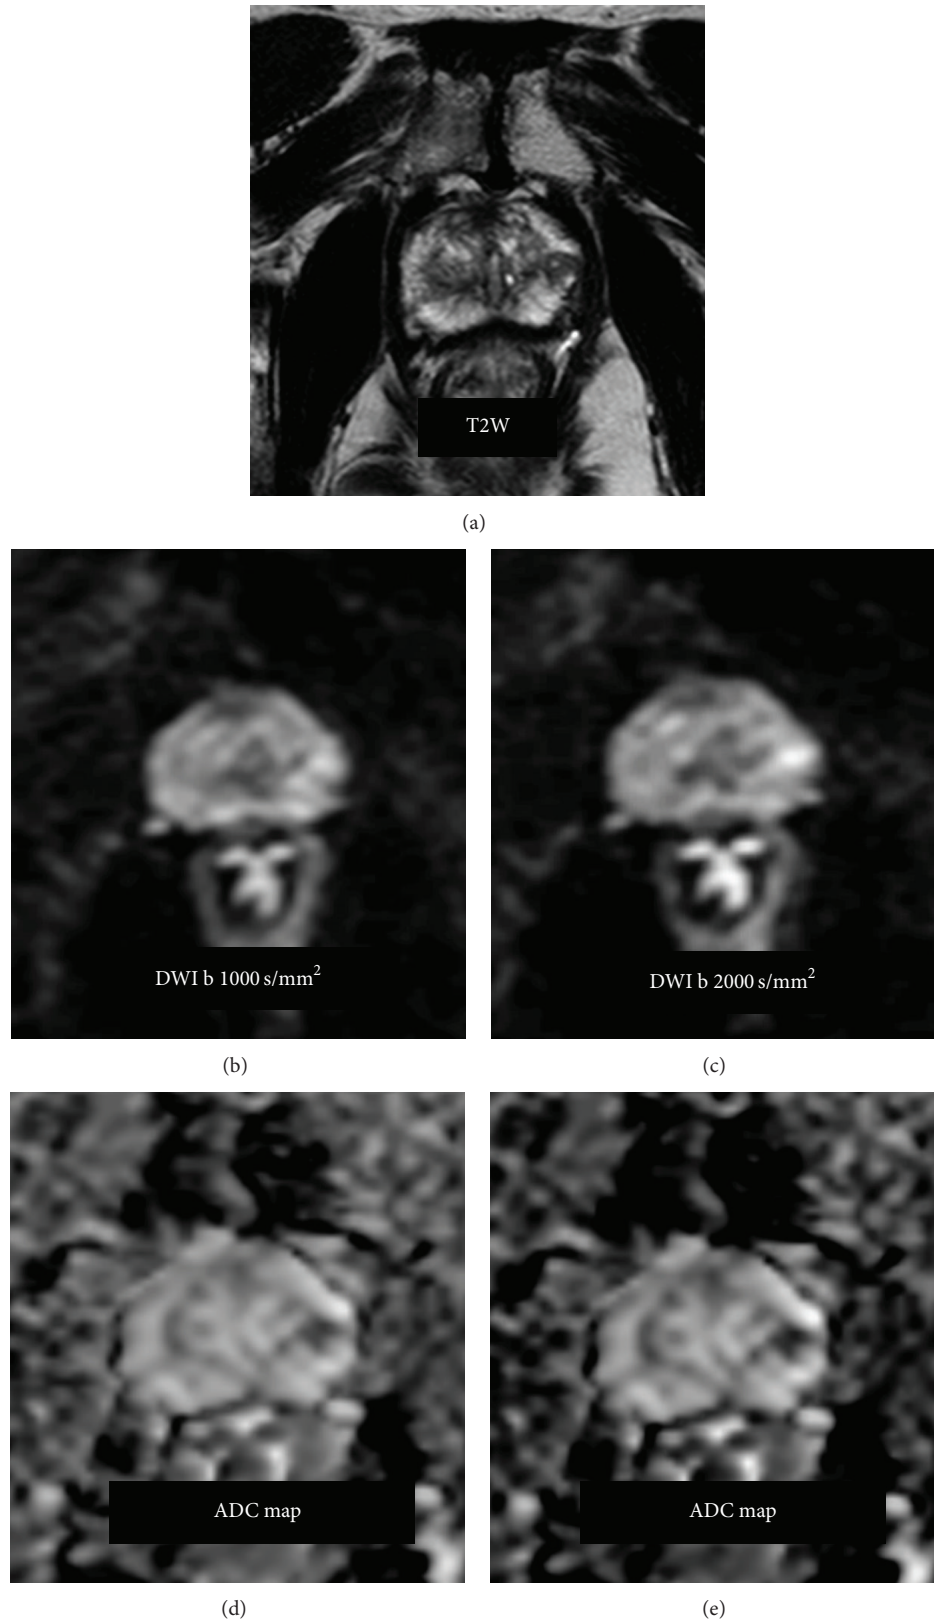 T2W
(a)
DWI b 1000 s/mm²
(b)
DWI b 2000 s/mm²
(c)
ADC map
(d)
ADC map
(e)